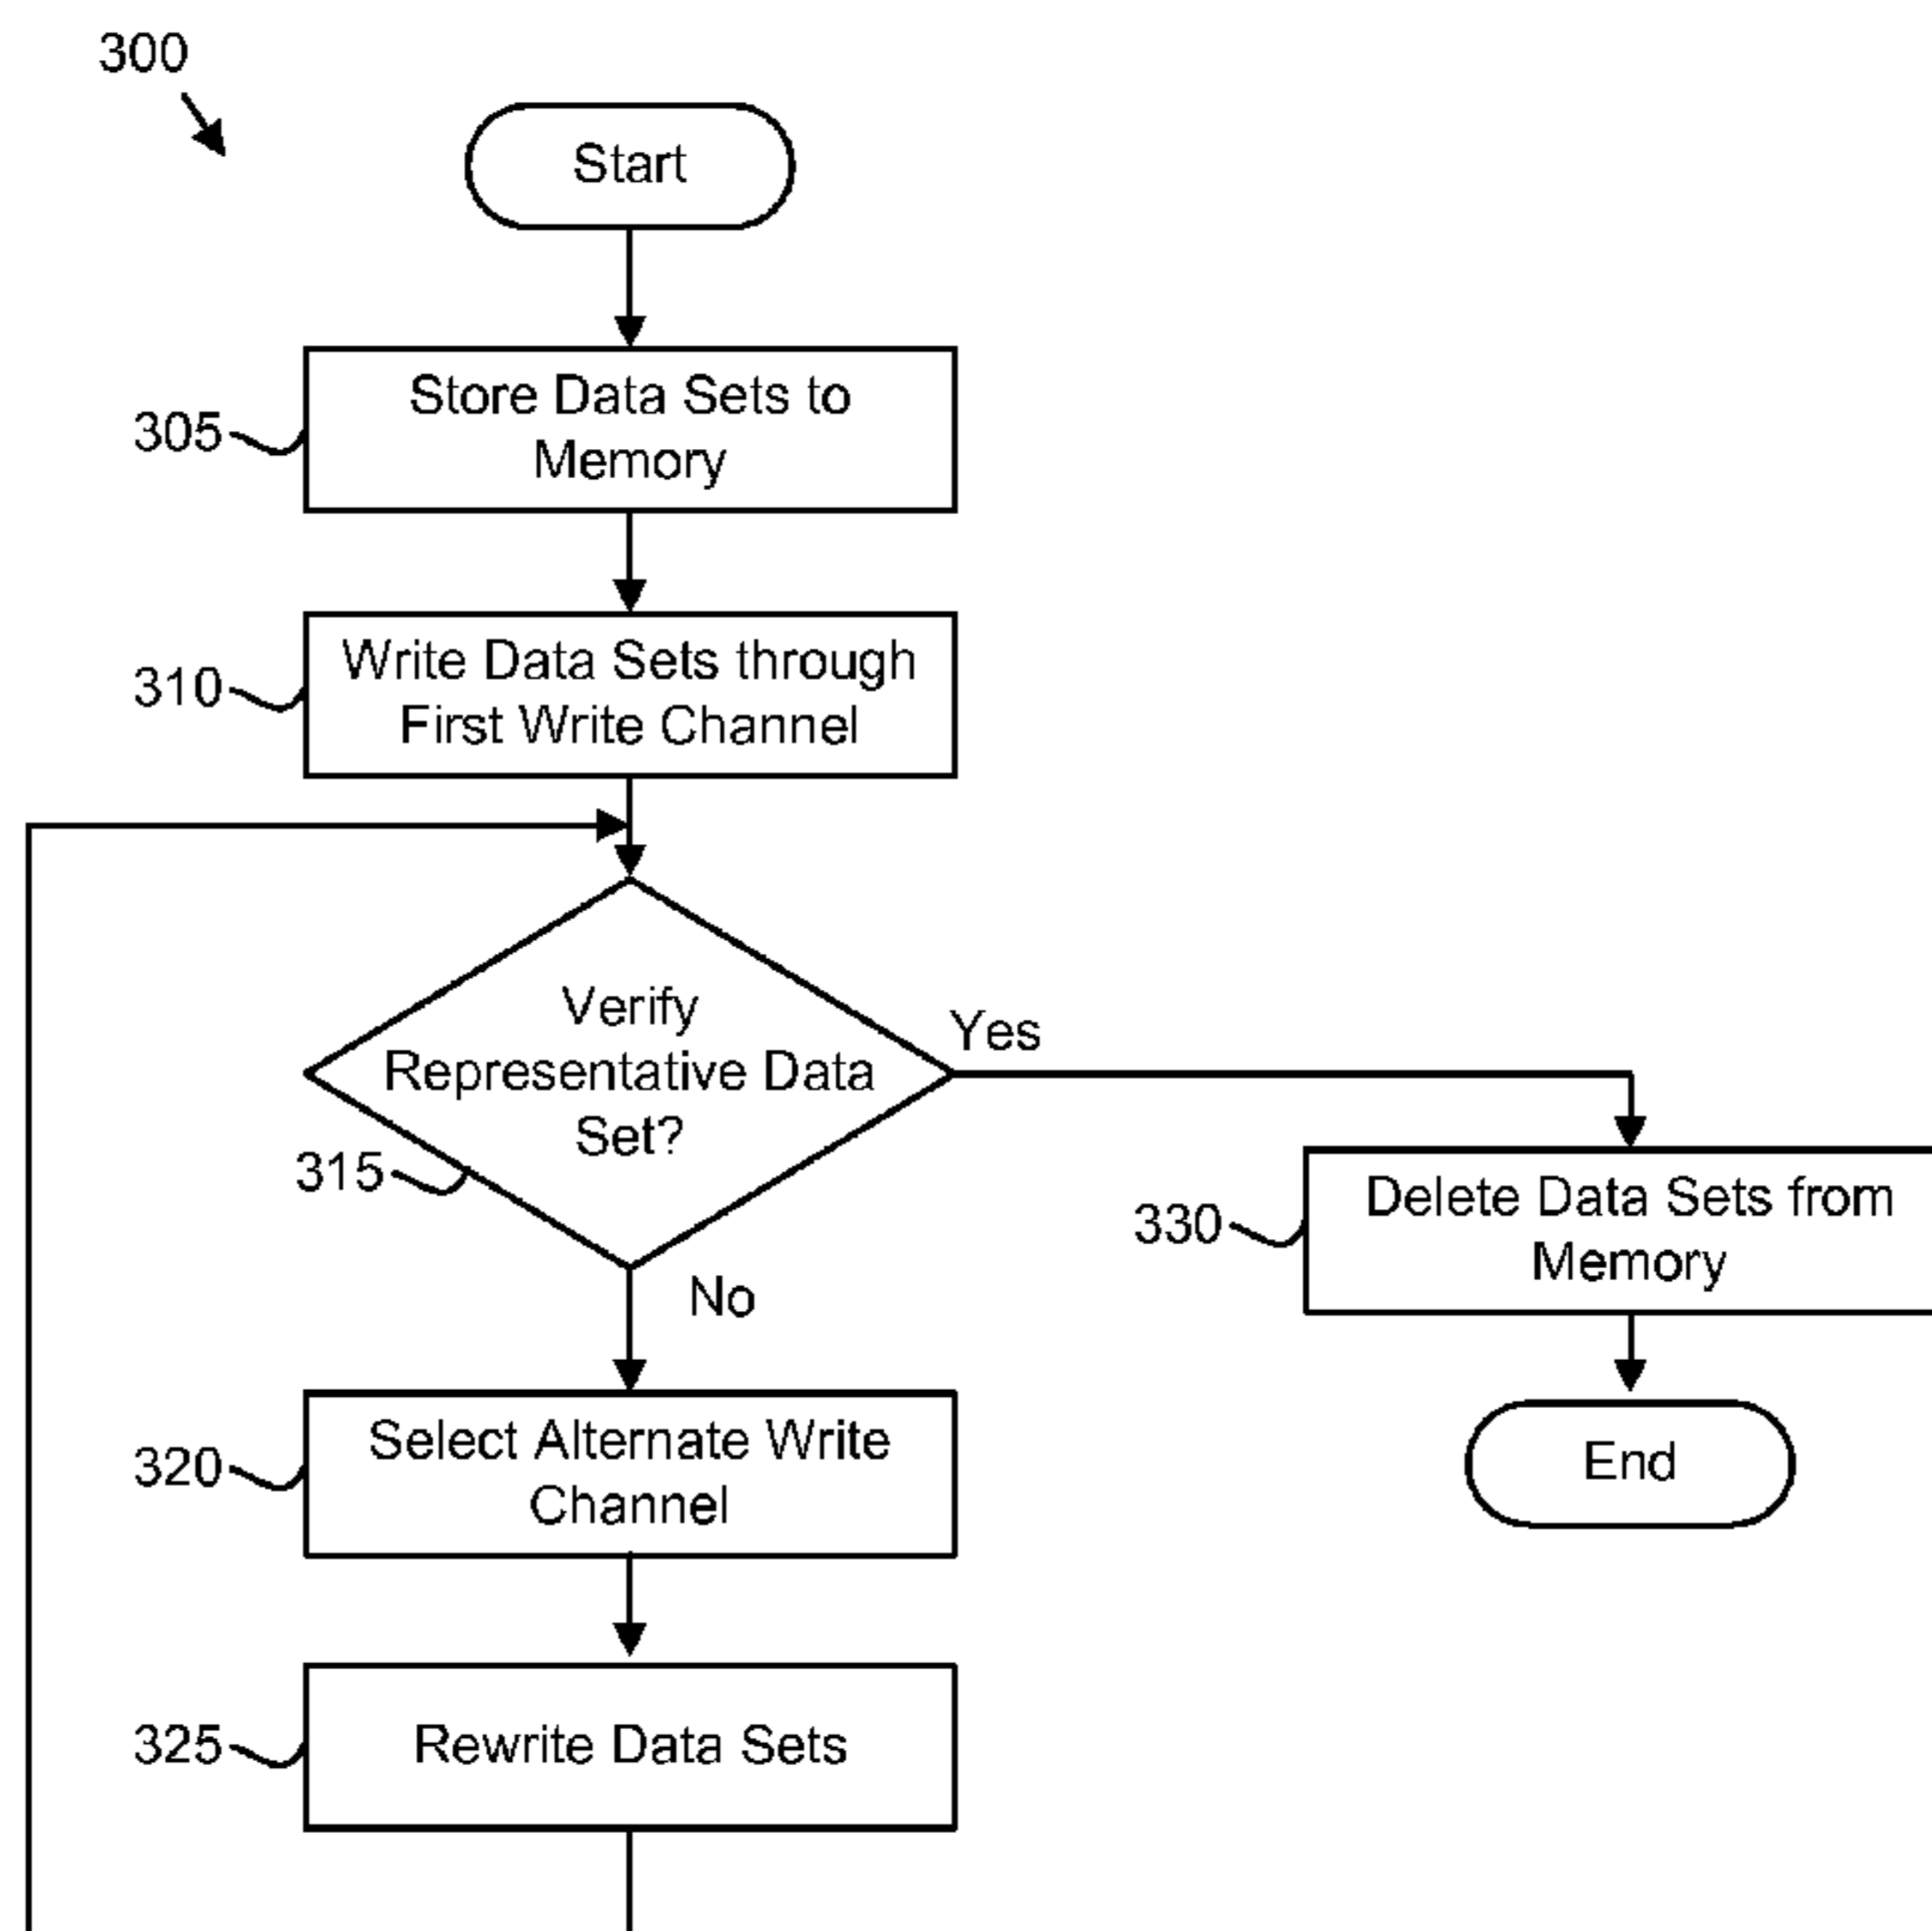 300
Start
Store Data Sets to
Memory
305
Write Data Sets through
First Write Channel
310
Verify
Representative Data
Set?
315
Yes
No
Delete Data Sets from
Memory
330
Select Alternate Write
Channel
320
End
Rewrite Data Sets
325